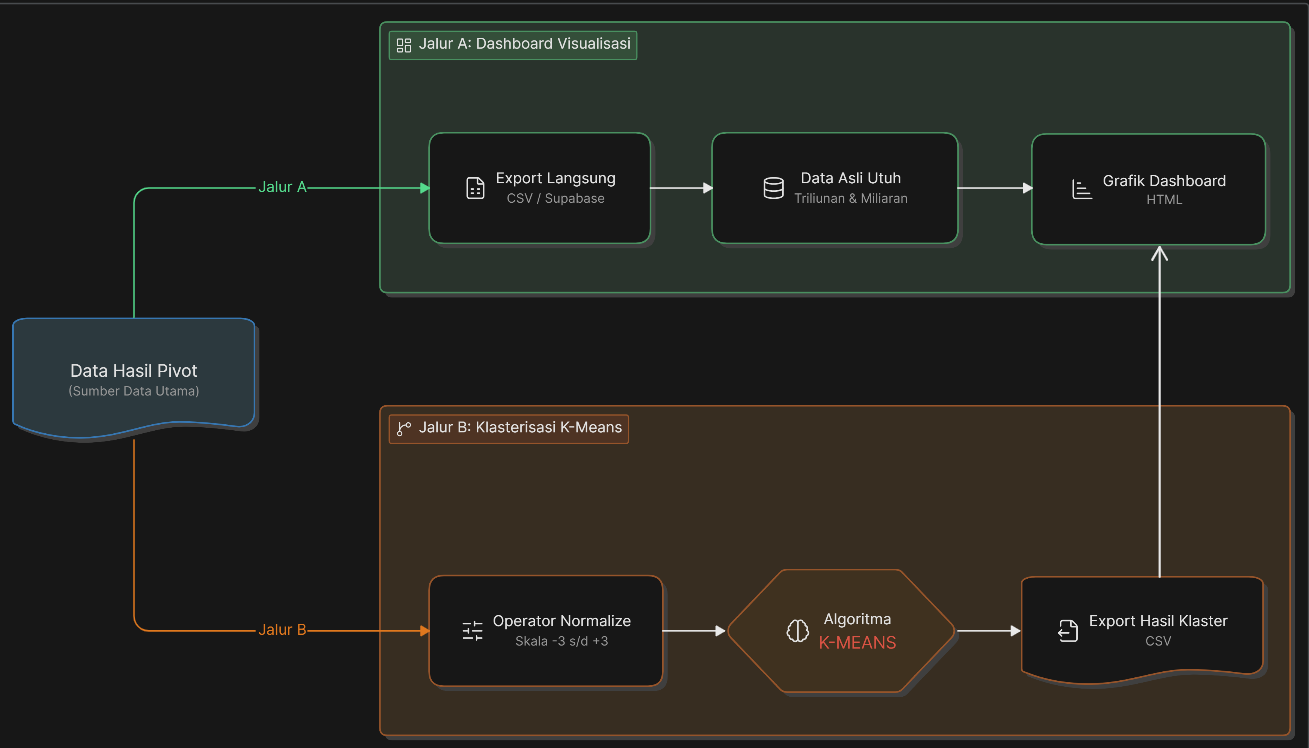 Jalur A: Dashboard Visualisasi
Jalur A
Export Langsung
CSV / Supabase
Data Asli Utuh
Triliunan & Miliaran
Grafik Dashboard
HTML
Data Hasil Pivot
(Sumber Data Utama)
Jalur B: Klasterisasi K-Means
Jalur B
Operator Normalize
Skala -3 s/d +3
Algoritma
K-MEANS
Export Hasil Klaster
CSV